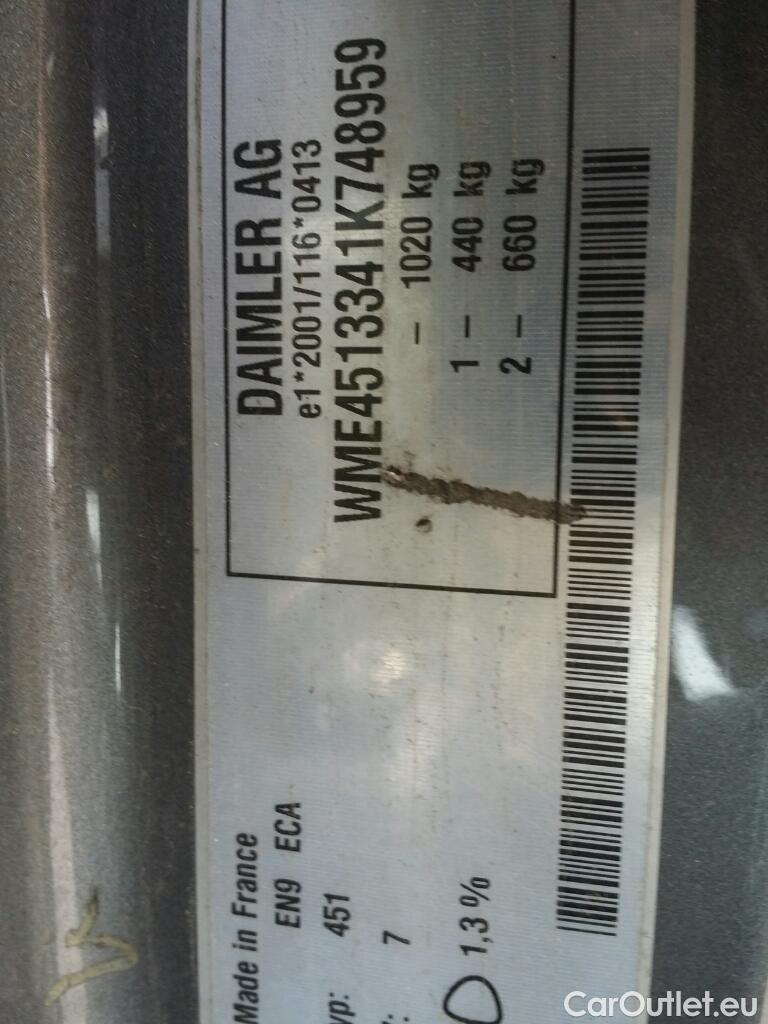 DAIMLER AG
e1*2001/116*0413
WME4513341K748959
– 1020 kg
1 – 440 kg
2 – 660 kg
Made in France
EN9 ECA
yp: 451
7
1,3 %
CarOutlet.eu